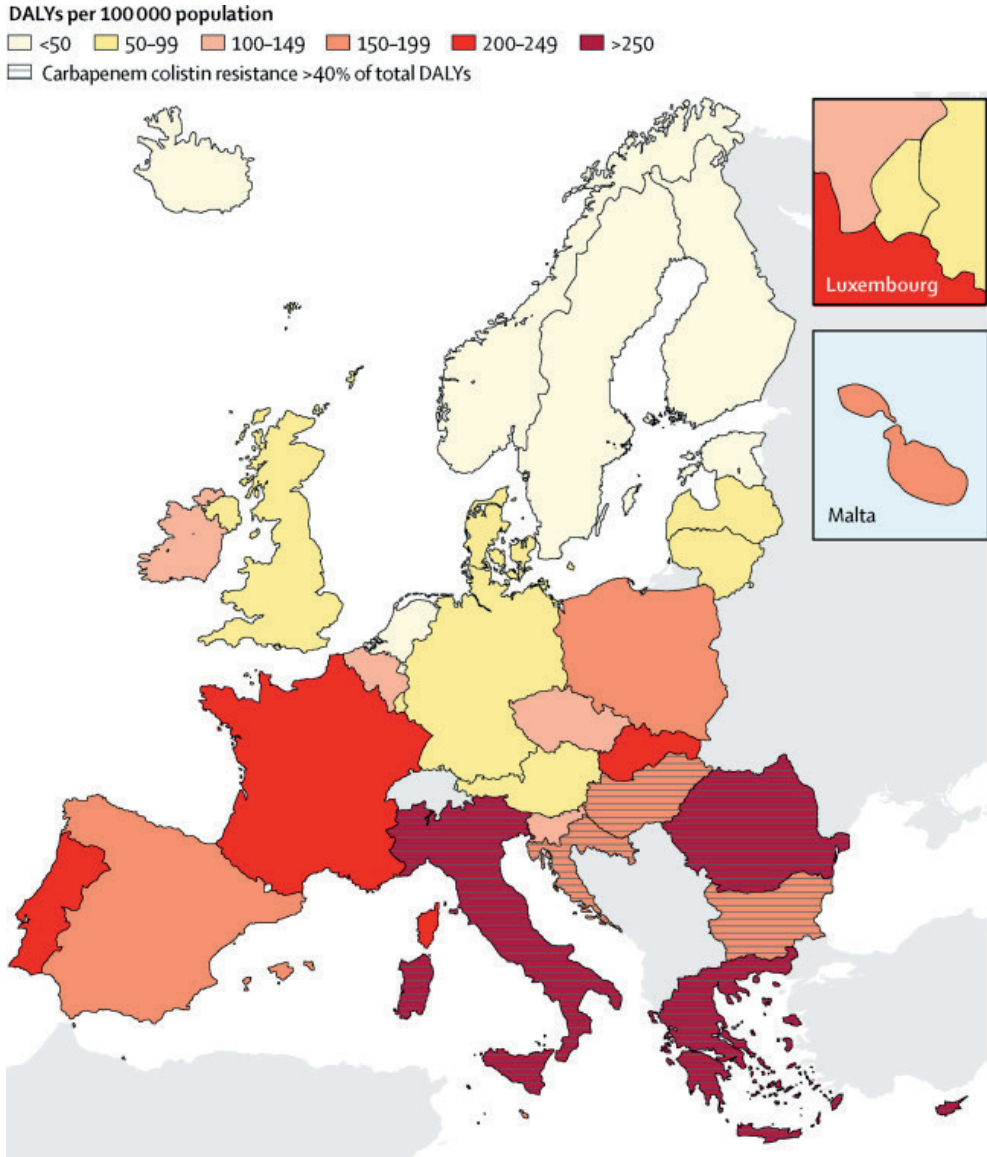 DALYs per 100 000 population
<50 50–99 100–149 150–199 200–249 >250
Carbapenem colistin resistance >40% of total DALYs
Luxembourg
Malta